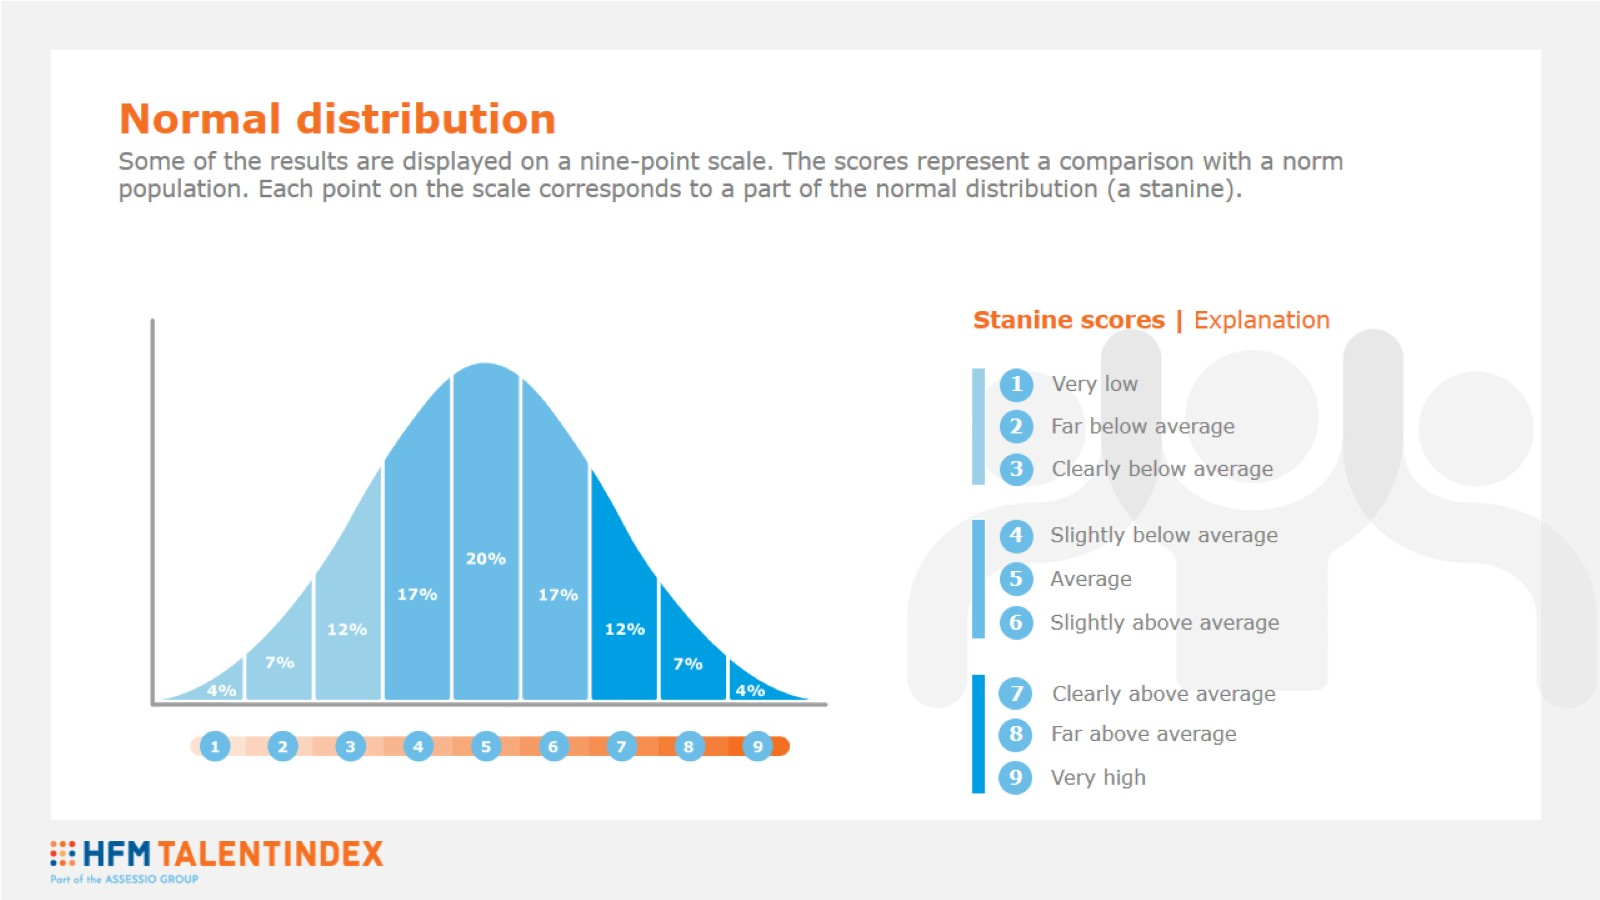 Normal distribution
Some of the results are displayed on a nine-point scale. The scores represent a comparison with a norm
population. Each point on the scale corresponds to a part of the normal distribution (a stanine).
4%
7%
12%
17%
20%
17%
12%
7%
4%
1 2 3 4 5 6 7 8 9
Stanine scores | Explanation
1 Very low
2 Far below average
3 Clearly below average
4 Slightly below average
5 Average
6 Slightly above average
7 Clearly above average
8 Far above average
9 Very high
HFM TALENTINDEX
Part of the ASSESSIO GROUP